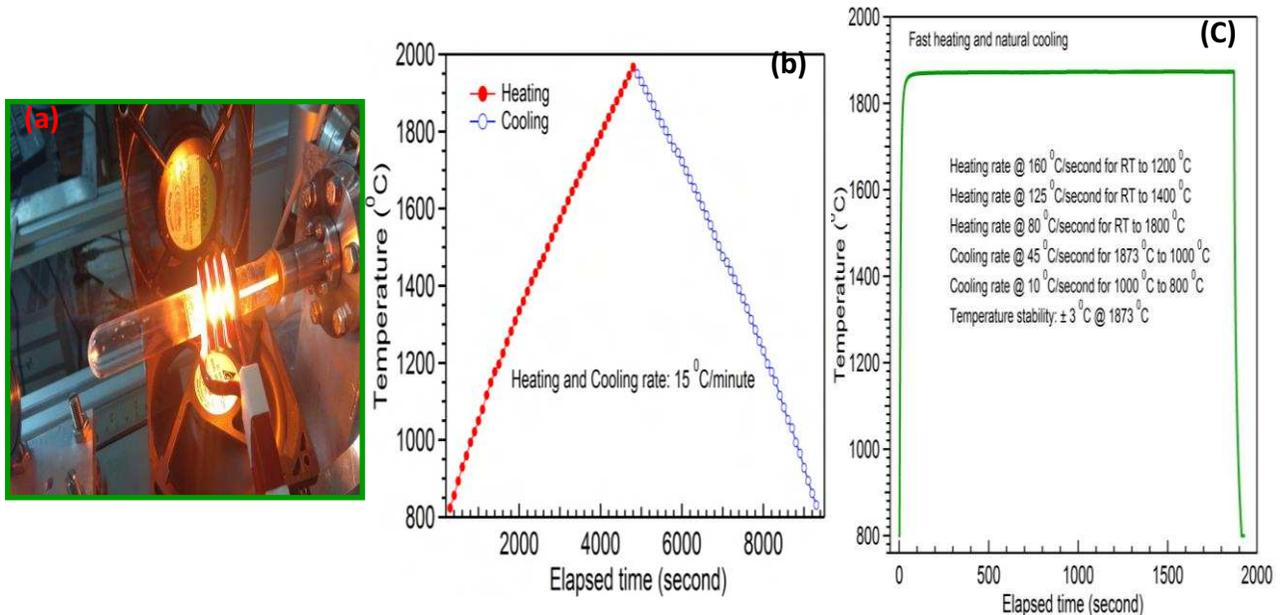 (a)
(b)
2000
1800
1600
1400
1200
1000
800
Temperature (⁰C)
Heating
Cooling
Heating and Cooling rate: 15 ⁰C/minute
2000 4000 6000 8000
Elapsed time (second)
(C)
2000
1800
1600
1400
1200
1000
800
Temperature (⁰C)
Fast heating and natural cooling
Heating rate @ 160 ⁰C/second for RT to 1200 ⁰C
Heating rate @ 125 ⁰C/second for RT to 1400 ⁰C
Heating rate @ 80 ⁰C/second for RT to 1800 ⁰C
Cooling rate @ 45 ⁰C/second for 1873 ⁰C to 1000 ⁰C
Cooling rate @ 10 ⁰C/second for 1000 ⁰C to 800 ⁰C
Temperature stability: ± 3 ⁰C @ 1873 ⁰C
0 500 1000 1500 2000
Elapsed time (second)